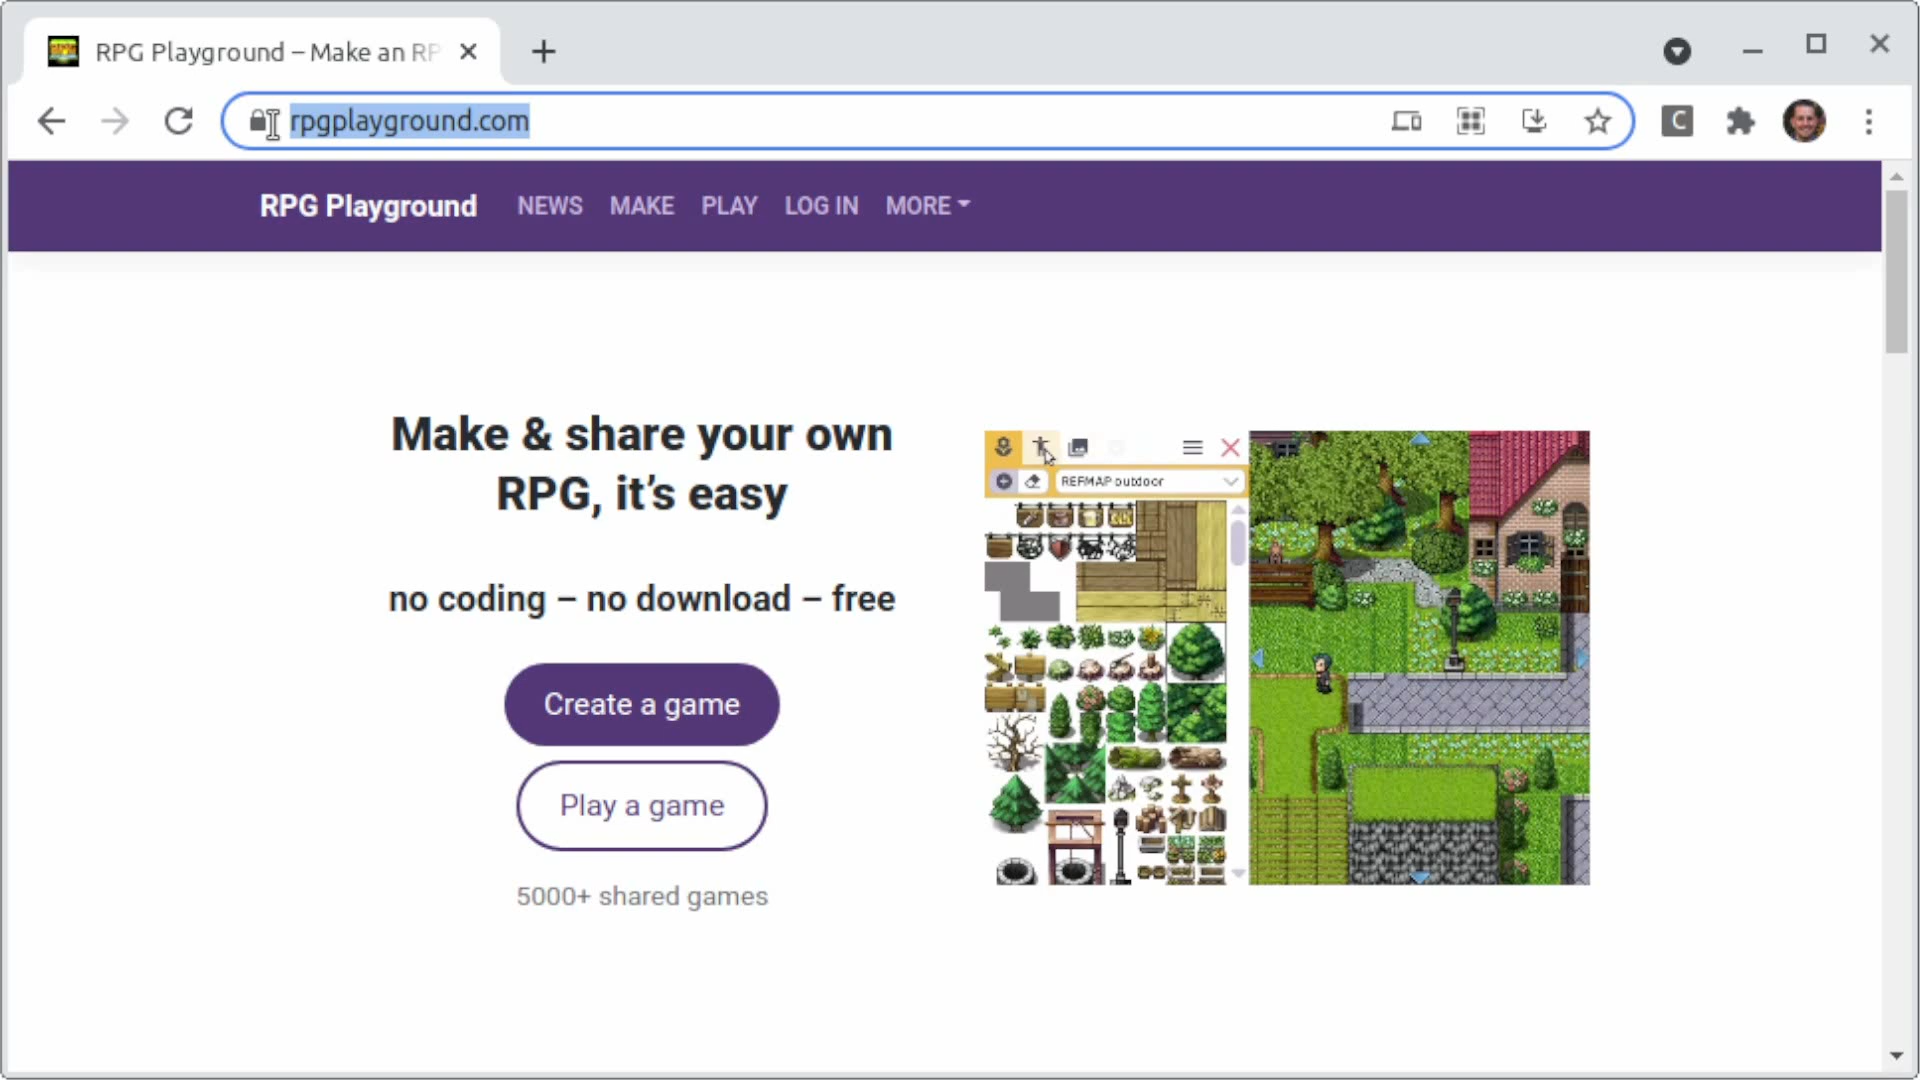 RPG Playground – Make an RP
rpgplayground.com
C
RPG Playground NEWS MAKE PLAY LOG IN MORE
Make & share your own
RPG, it’s easy
no coding – no download – free
Create a game
Play a game
5000+ shared games
REFMAP outdoor